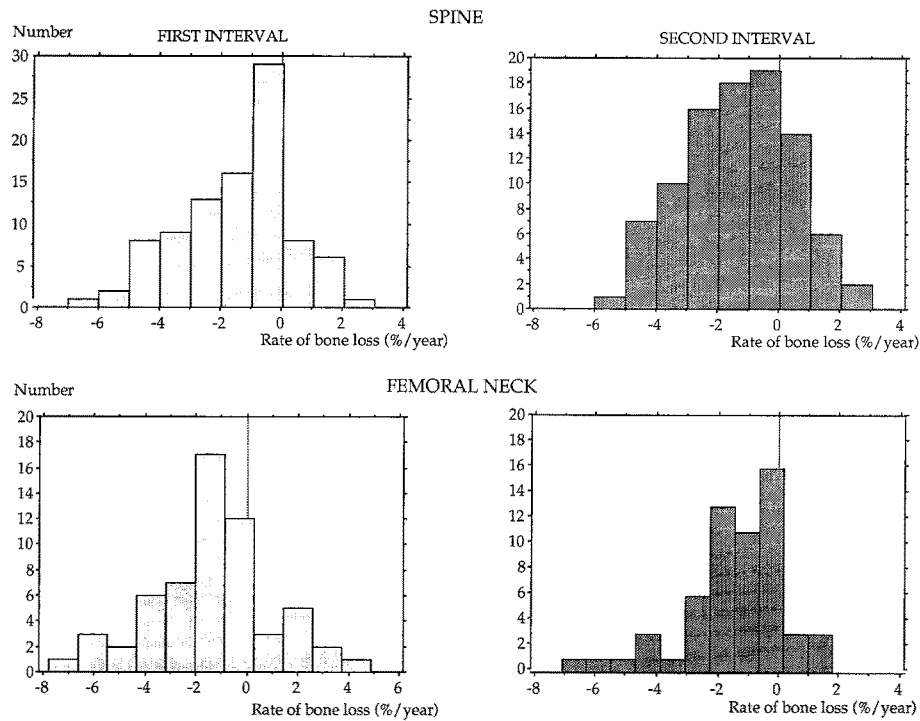 SPINE
Number
FIRST INTERVAL
SECOND INTERVAL
30
25
20
15
10
5
0
-8 -6 -4 -2 0 2 4
Rate of bone loss (%/year)
20
18
16
14
12
10
8
6
4
2
0
-8 -6 -4 -2 0 2 4
Rate of bone loss (%/year)
FEMORAL NECK
Number
20
18
16
14
12
10
8
6
4
2
0
-8 -6 -4 -2 0 2 4 6
Rate of bone loss (%/year)
20
18
16
14
12
10
8
6
4
2
0
-8 -6 -4 -2 0 2 4
Rate of bone loss (%/year)